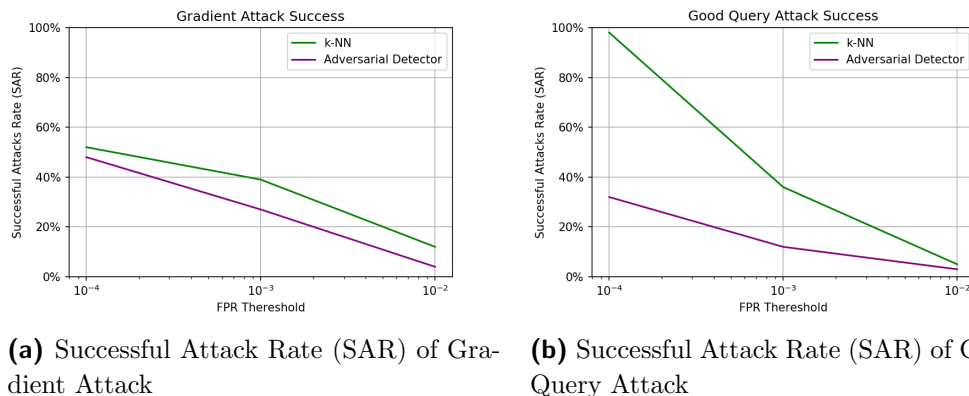 Gradient Attack Success
Successful Attacks Rate (SAR)
100%
80%
60%
40%
20%
0%
k-NN
Adversarial Detector
10⁻⁴
10⁻³
10⁻²
FPR Thereshold
Good Query Attack Success
Successful Attacks Rate (SAR)
100%
80%
60%
40%
20%
0%
k-NN
Adversarial Detector
10⁻⁴
10⁻³
10⁻²
FPR Thereshold
(a) Successful Attack Rate (SAR) of Gra-
dient Attack
(b) Successful Attack Rate (SAR) of
Query Attack